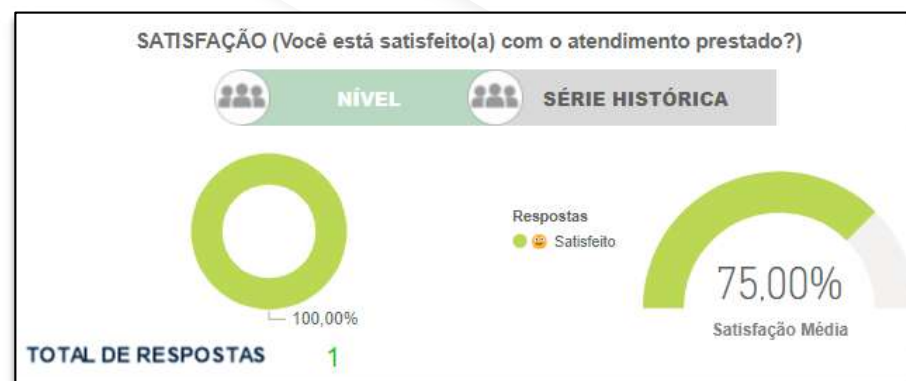 SATISFAÇÃO (Você está satisfeito(a) com o atendimento prestado?)
NÍVEL
SÉRIE HISTÓRICA
100,00%
Respostas
Satisfeito
75,00%
Satisfação Média
TOTAL DE RESPOSTAS 1